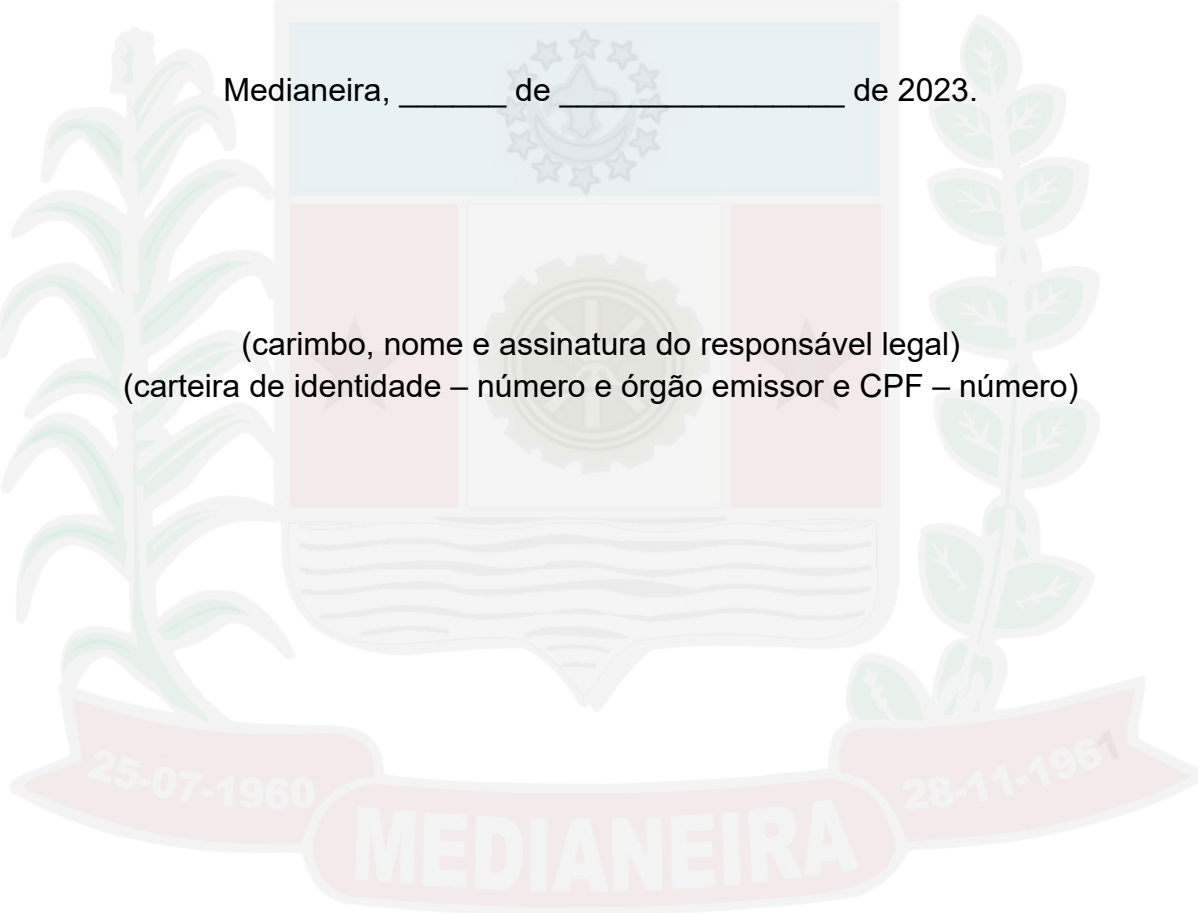 Medianeira, ______ de ________________ de 2023.
(carimbo, nome e assinatura do responsável legal)
(carteira de identidade – número e órgão emissor e CPF – número)
25-07-1960
28-11-1961
MEDIANEIRA